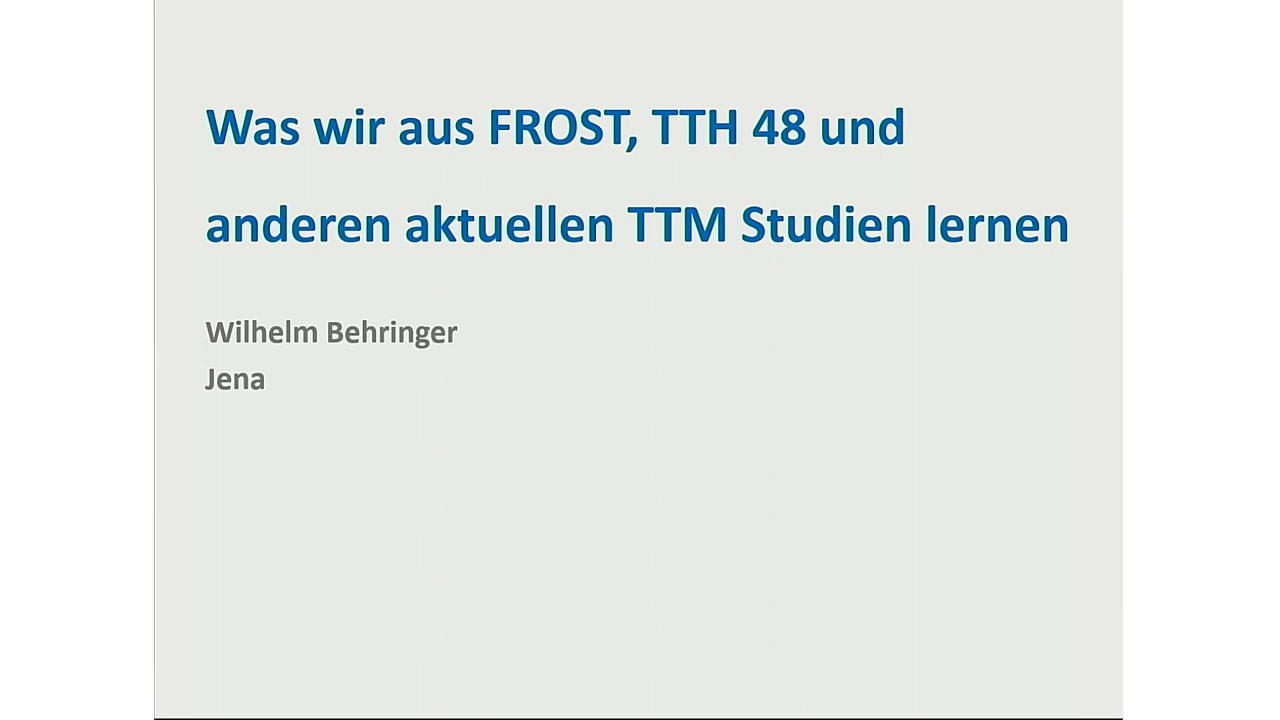 Was wir aus FROST, TTH 48 und
anderen aktuellen TTM Studien lernen
Wilhelm Behringer
Jena